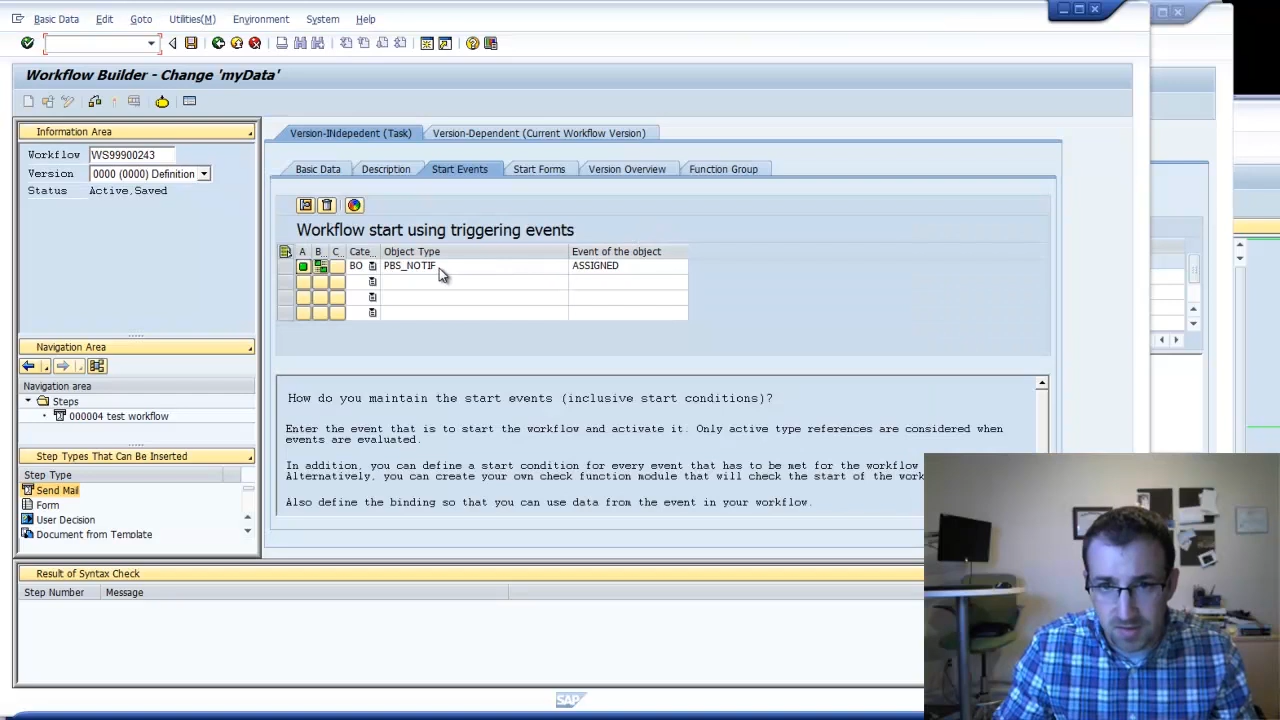 Basic Data Edit Goto Utilities(M) Environment System Help
Workflow Builder - Change 'myData'
Information Area
Workflow WS99900243
Version 0000 (0000) Definition
Status Active,Saved
Navigation Area
Navigation area
Steps
000004 test workflow
Step Types That Can Be Inserted
Step Type
Send Mail
Form
User Decision
Document from Template
Version-INdepedent (Task) Version-Dependent (Current Workflow Version)
Basic Data Description Start Events Start Forms Version Overview Function Group
Workflow start using triggering events
A B.. C.. Cate.. Object Type Event of the object
BO PBS_NOTIF ASSIGNED
How do you maintain the start events (inclusive start conditions)?
Enter the event that is to start the workflow and activate it. Only active type references are considered when
events are evaluated.
In addition, you can define a start condition for every event that has to be met for the workflow
Alternatively, you can create your own check function module that will check the start of the work
Also define the binding so that you can use data from the event in your workflow.
Result of Syntax Check
Step Number Message
SAP